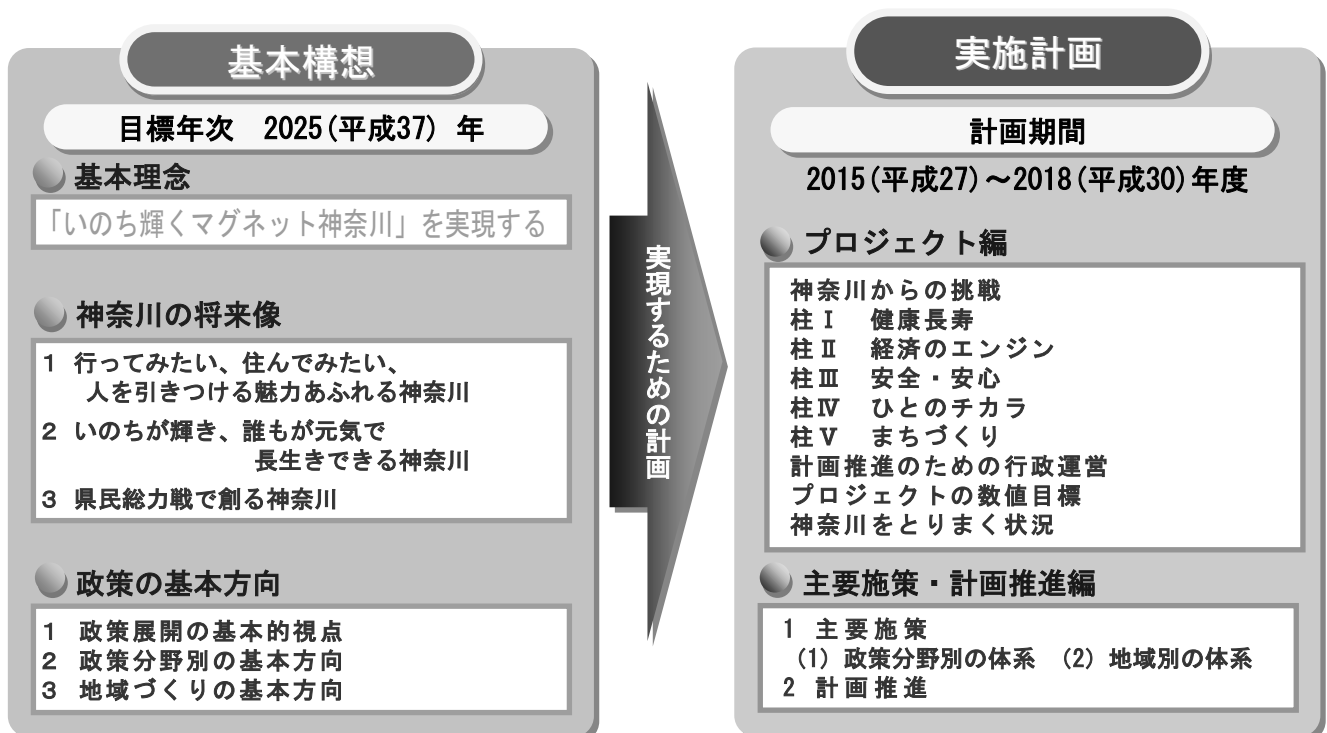 基本構想
目標年次　2025(平成37) 年
基本理念
「いのち輝くマグネット神奈川」を実現する
神奈川の将来像
1 行ってみたい、住んでみたい、
人を引きつける魅力あふれる神奈川
2 いのちが輝き、誰もが元気で
長生きできる神奈川
3 県民総力戦で創る神奈川
政策の基本方向
1 政策展開の基本的視点
2 政策分野別の基本方向
3 地域づくりの基本方向
実現するための計画
実施計画
計画期間
2015(平成27)～2018(平成30)年度
プロジェクト編
神奈川からの挑戦
柱Ⅰ　健康長寿
柱Ⅱ　経済のエンジン
柱Ⅲ　安全・安心
柱Ⅳ　ひとのチカラ
柱Ⅴ　まちづくり
計画推進のための行政運営
プロジェクトの数値目標
神奈川をとりまく状況
主要施策・計画推進編
1 主要施策
(1) 政策分野別の体系　(2) 地域別の体系
2 計画推進